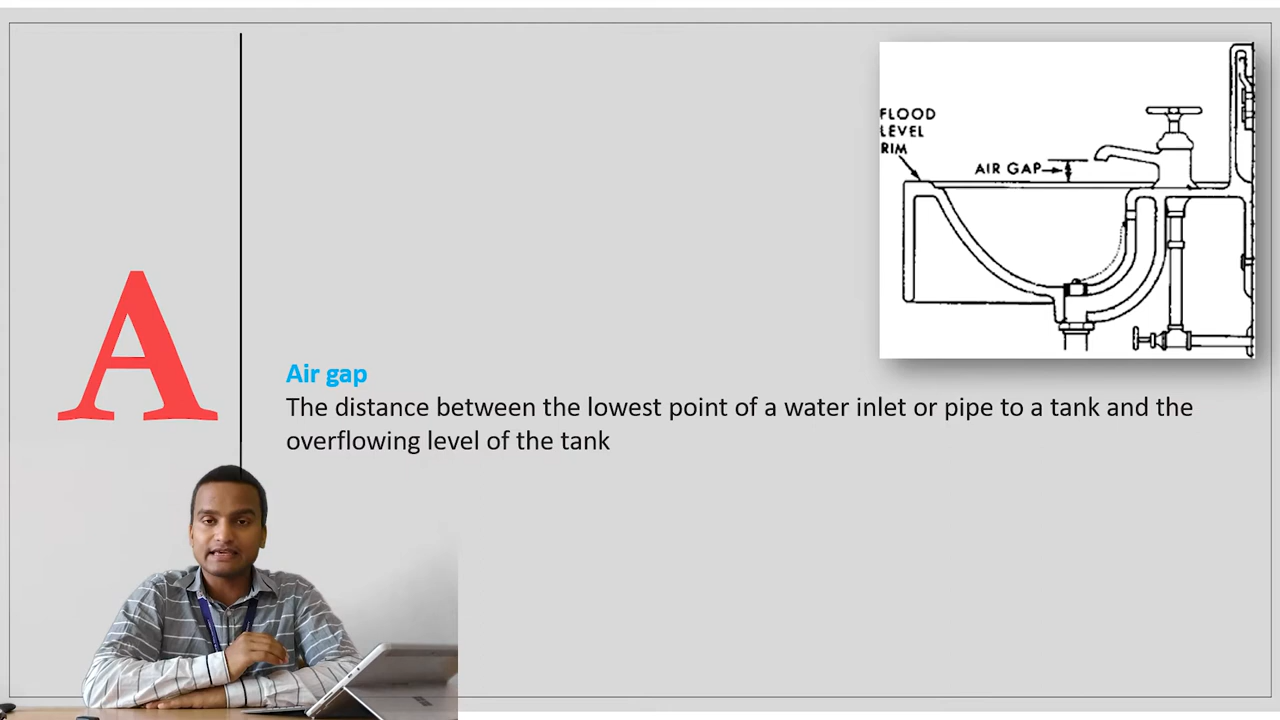 A
FLOOD
LEVEL
RIM
AIR GAP
Air gap
The distance between the lowest point of a water inlet or pipe to a tank and the
overflowing level of the tank